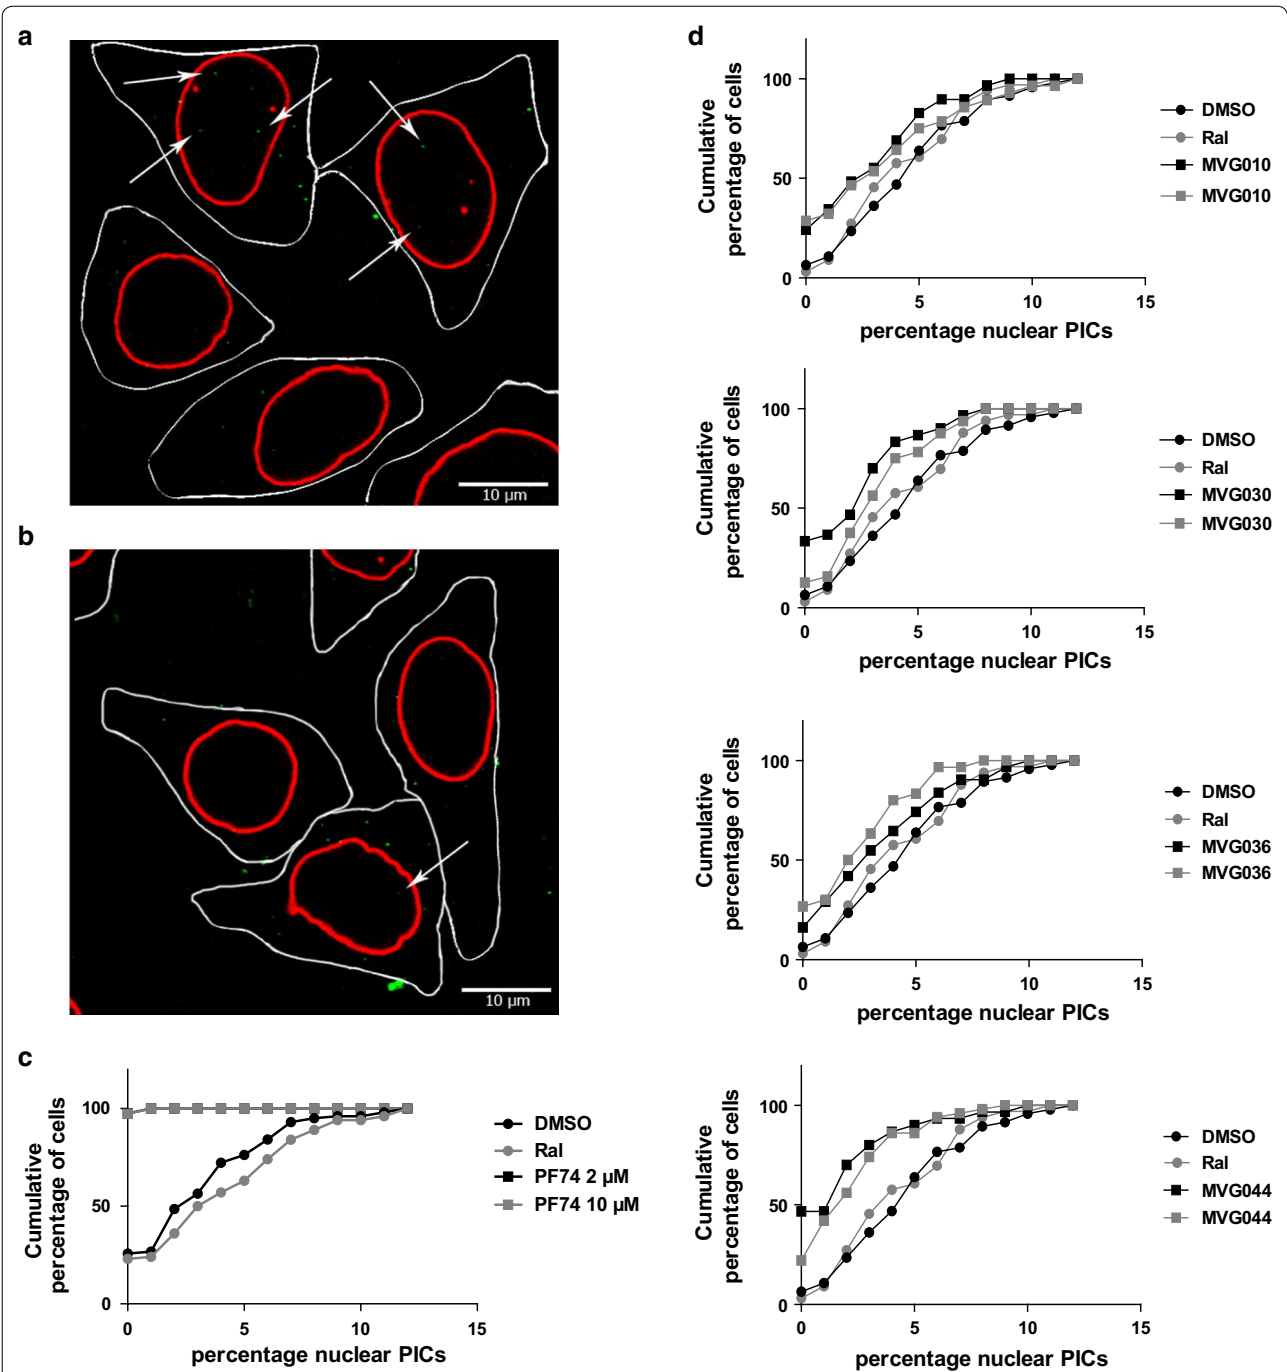 a
10 µm
b
10 µm
c
Cumulative
percentage of cells
100
50
0
0 5 10 15
percentage nuclear PICs
DMSO
Ral
PF74 2 µM
PF74 10 µM
d
Cumulative
percentage of cells
100
50
0
0 5 10 15
percentage nuclear PICs
DMSO
Ral
MVG010
MVG010
Cumulative
percentage of cells
100
50
0
0 5 10 15
percentage nuclear PICs
DMSO
Ral
MVG030
MVG030
Cumulative
percentage of cells
100
50
0
0 5 10 15
percentage nuclear PICs
DMSO
Ral
MVG036
MVG036
Cumulative
percentage of cells
100
50
0
0 5 10 15
percentage nuclear PICs
DMSO
Ral
MVG044
MVG044